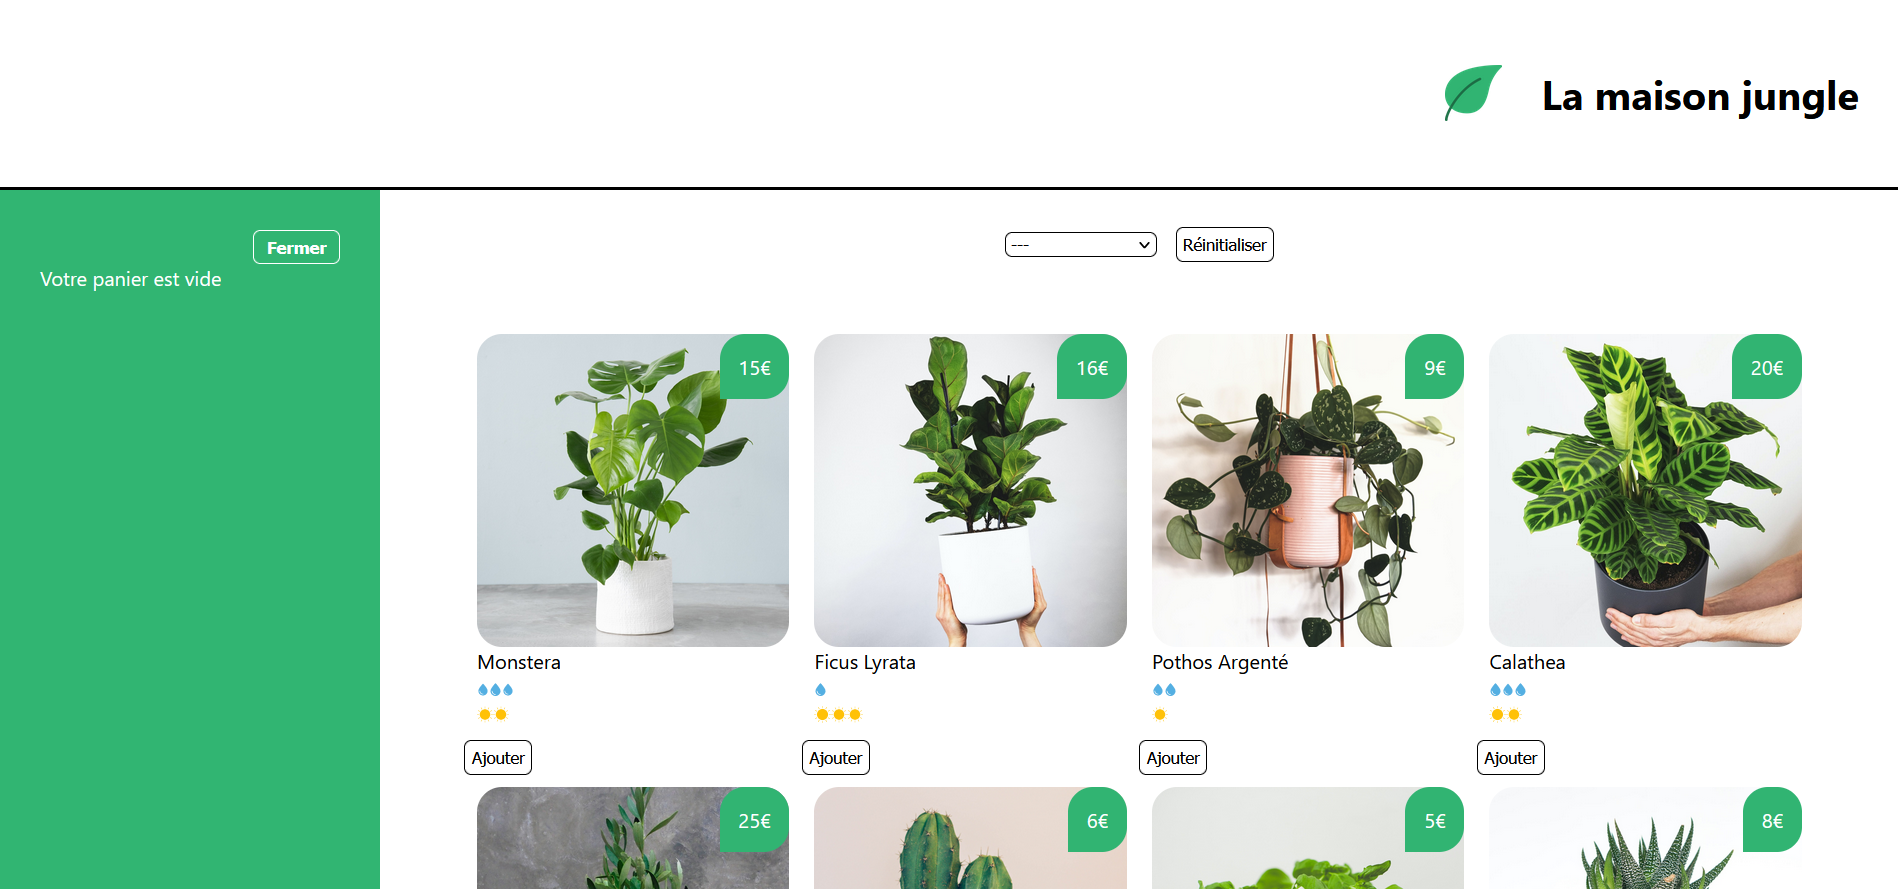 La maison jungle
Fermer
Votre panier est vide
---
Réinitialiser
15€
16€
9€
20€
Monstera
Ficus Lyrata
Pothos Argenté
Calathea
Ajouter
Ajouter
Ajouter
Ajouter
25€
6€
5€
8€